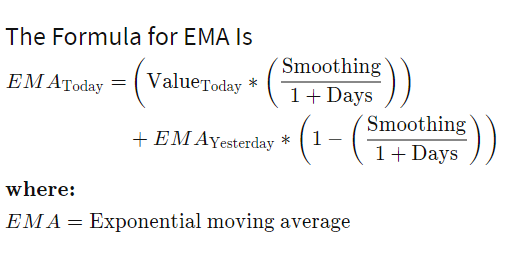 The Formula for EMA Is
EMA_Today = (Value_Today * (Smoothing / 1 + Days))
+ EMA_Yesterday * (1 − (Smoothing / 1 + Days))
where:
EMA = Exponential moving average